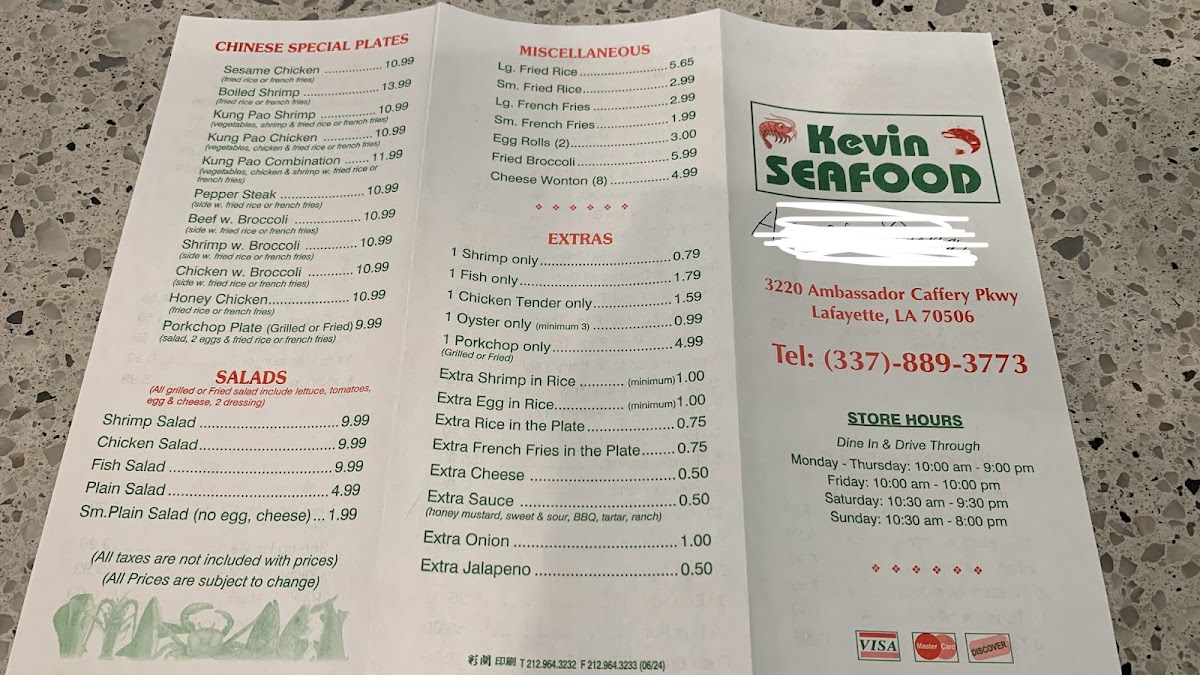 CHINESE SPECIAL PLATES
Sesame Chicken ................ 10.99
(fried rice or french fries)
Boiled Shrimp ..................... 13.99
(fried rice or french fries)
Kung Pao Shrimp ............... 10.99
(vegetables, shrimp & fried rice or french fries)
Kung Pao Chicken .............. 10.99
(vegetables, chicken & fried rice or french fries)
Kung Pao Combination ....... 11.99
(vegetables, chicken & shrimp w. fried rice or
french fries)
Pepper Steak ...................... 10.99
(side w. fried rice or french fries)
Beef w. Broccoli .................. 10.99
(side w. fried rice or french fries)
Shrimp w. Broccoli ............... 10.99
(side w. fried rice or french fries)
Chicken w. Broccoli ............. 10.99
(side w. fried rice or french fries)
Honey Chicken.................... 10.99
(fried rice or french fries)
Porkchop Plate (Grilled or Fried) 9.99
(salad, 2 eggs & fried rice or french fries)
SALADS
(All grilled or Fried salad include lettuce, tomatoes,
egg & cheese, 2 dressing)
Shrimp Salad ........................ 9.99
Chicken Salad........................ 9.99
Fish Salad ............................. 9.99
Plain Salad ............................ 4.99
Sm.Plain Salad (no egg, cheese) ... 1.99
(All taxes are not included with prices)
(All Prices are subject to change)
MISCELLANEOUS
Lg. Fried Rice ...................... 5.65
Sm. Fried Rice...................... 2.99
Lg. French Fries ................... 2.99
Sm. French Fries................... 1.99
Egg Rolls (2)......................... 3.00
Fried Broccoli........................ 5.99
Cheese Wonton (8) ............... 4.99
EXTRAS
1 Shrimp only............................ 0.79
1 Fish only................................ 1.79
1 Chicken Tender only................ 1.59
1 Oyster only (minimum 3) ............. 0.99
1 Porkchop only......................... 4.99
(Grilled or Fried)
Extra Shrimp in Rice .......... (minimum) 1.00
Extra Egg in Rice............... (minimum) 1.00
Extra Rice in the Plate................. 0.75
Extra French Fries in the Plate........ 0.75
Extra Cheese ............................ 0.50
Extra Sauce .............................. 0.50
(honey mustard, sweet & sour, BBQ, tartar, ranch)
Extra Onion .............................. 1.00
Extra Jalapeno .......................... 0.50
彩閣印刷 T 212.964.3232 F 212.964.3233 (06/24)
Kevin
SEAFOOD
3220 Ambassador Caffery Pkwy
Lafayette, LA 70506
Tel: (337)-889-3773
STORE HOURS
Dine In & Drive Through
Monday - Thursday: 10:00 am - 9:00 pm
Friday: 10:00 am - 10:00 pm
Saturday: 10:30 am - 9:30 pm
Sunday: 10:30 am - 8:00 pm
VISA
Master Card
DISCOVER